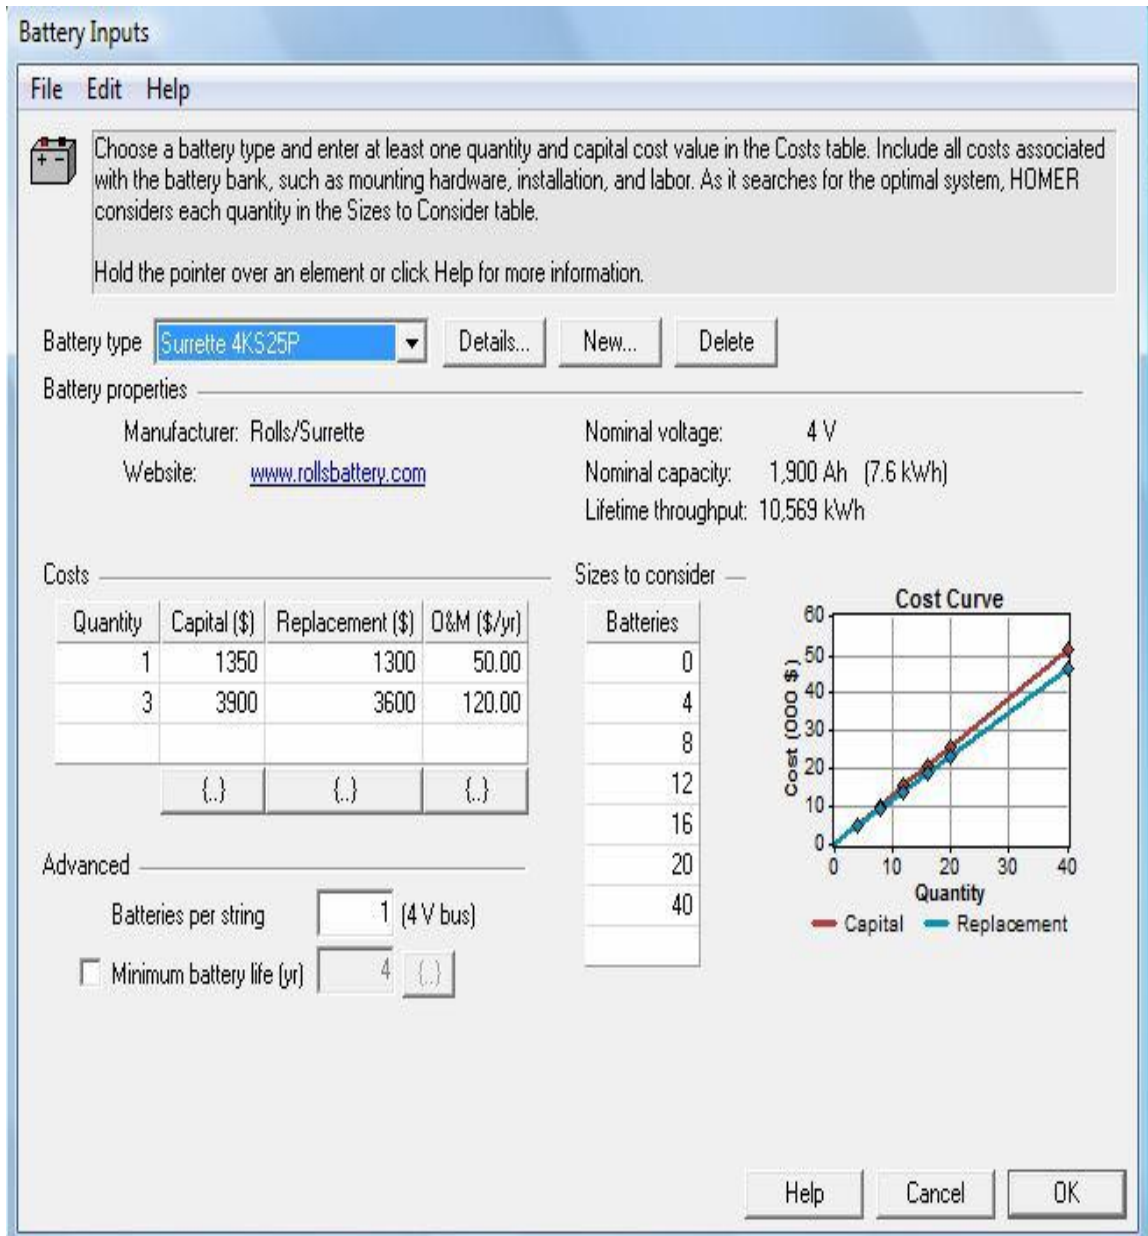 Battery Inputs
File Edit Help
Choose a battery type and enter at least one quantity and capital cost value in the Costs table. Include all costs associated
with the battery bank, such as mounting hardware, installation, and labor. As it searches for the optimal system, HOMER
considers each quantity in the Sizes to Consider table.
Hold the pointer over an element or click Help for more information.
Battery type Surrette 4KS25P Details... New... Delete
Battery properties
Manufacturer: Rolls/Surrette
Website: www.rollsbattery.com
Nominal voltage: 4 V
Nominal capacity: 1,900 Ah (7.6 kWh)
Lifetime throughput: 10,569 kWh
Costs
Quantity Capital ($) Replacement ($) O&M ($/yr)
1 1350 1300 50.00
3 3900 3600 120.00
{..} {..} {..}
Sizes to consider
Batteries
0
4
8
12
16
20
40
Cost Curve
Cost (000 $)
60
50
40
30
20
10
0
0 10 20 30 40
Quantity
Capital Replacement
Advanced
Batteries per string 1 (4 V bus)
Minimum battery life (yr) 4 {..}
Help Cancel OK